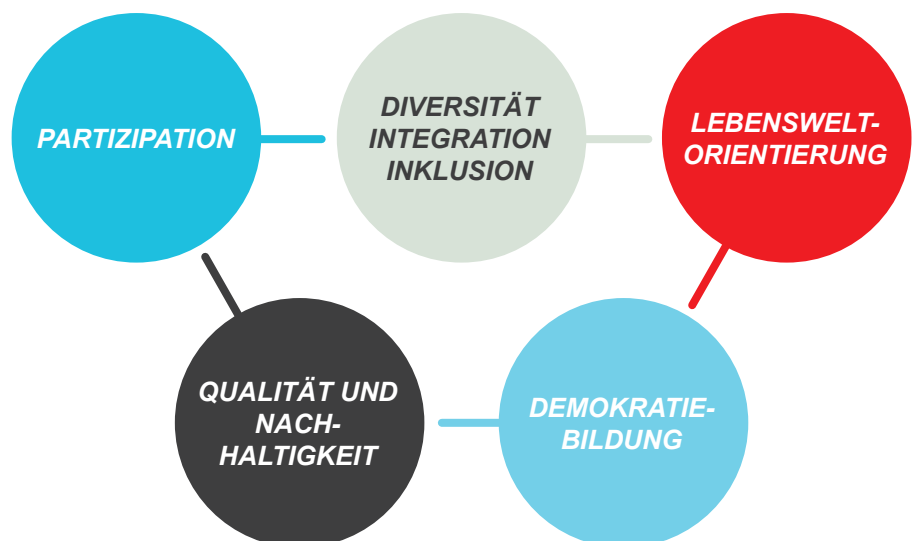 PARTIZIPATION
DIVERSITÄT
INTEGRATION
INKLUSION
LEBENSWELT-
ORIENTIERUNG
QUALITÄT UND
NACH-
HALTIGKEIT
DEMOKRATIE-
BILDUNG